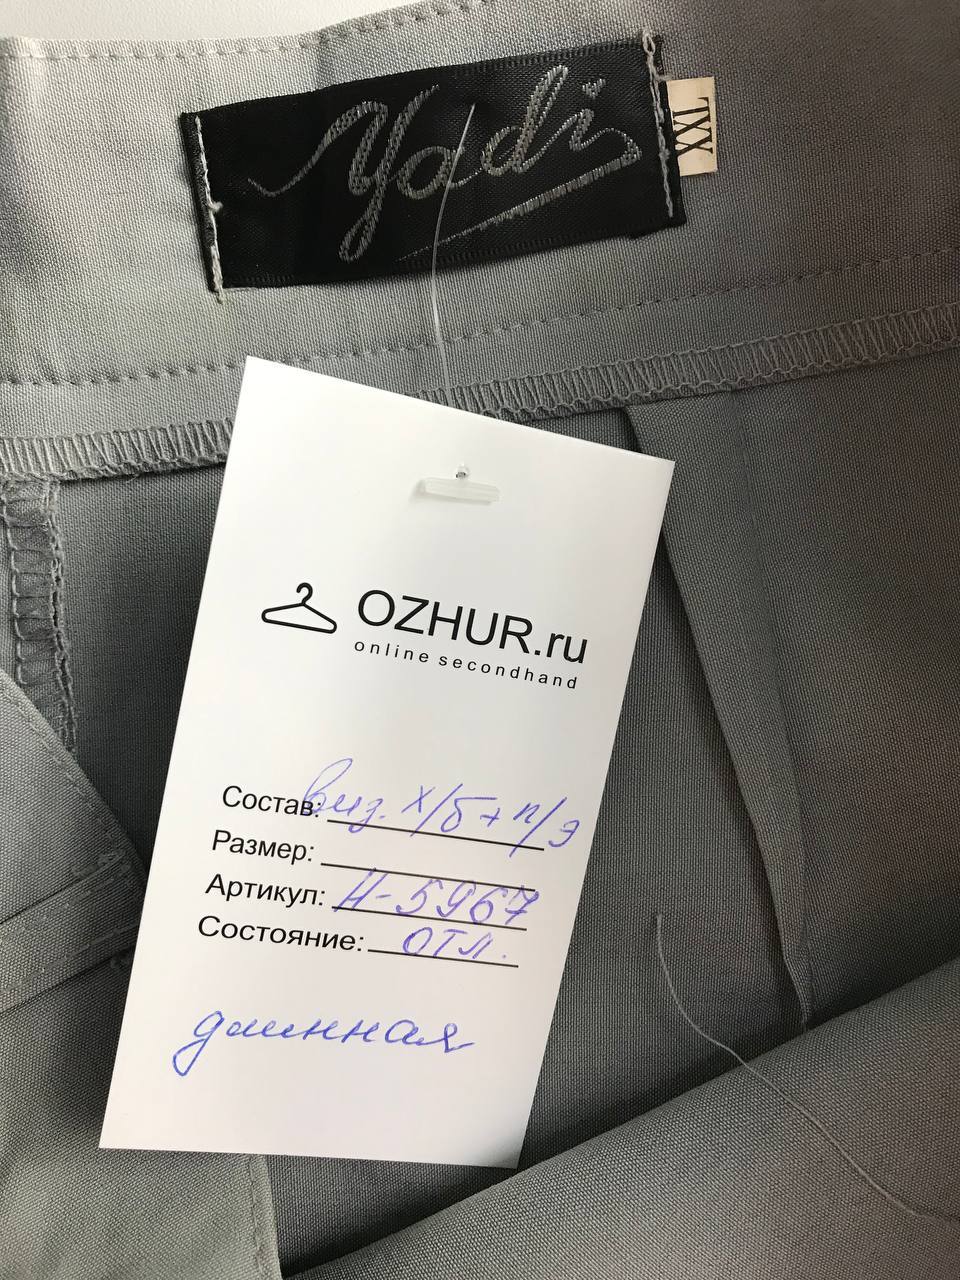 Yadi
XXL
OZHUR.ru
online secondhand
Состав: виз. х/б + п/э
Размер:
Артикул: Н-5967
Состояние: отл.
длинная